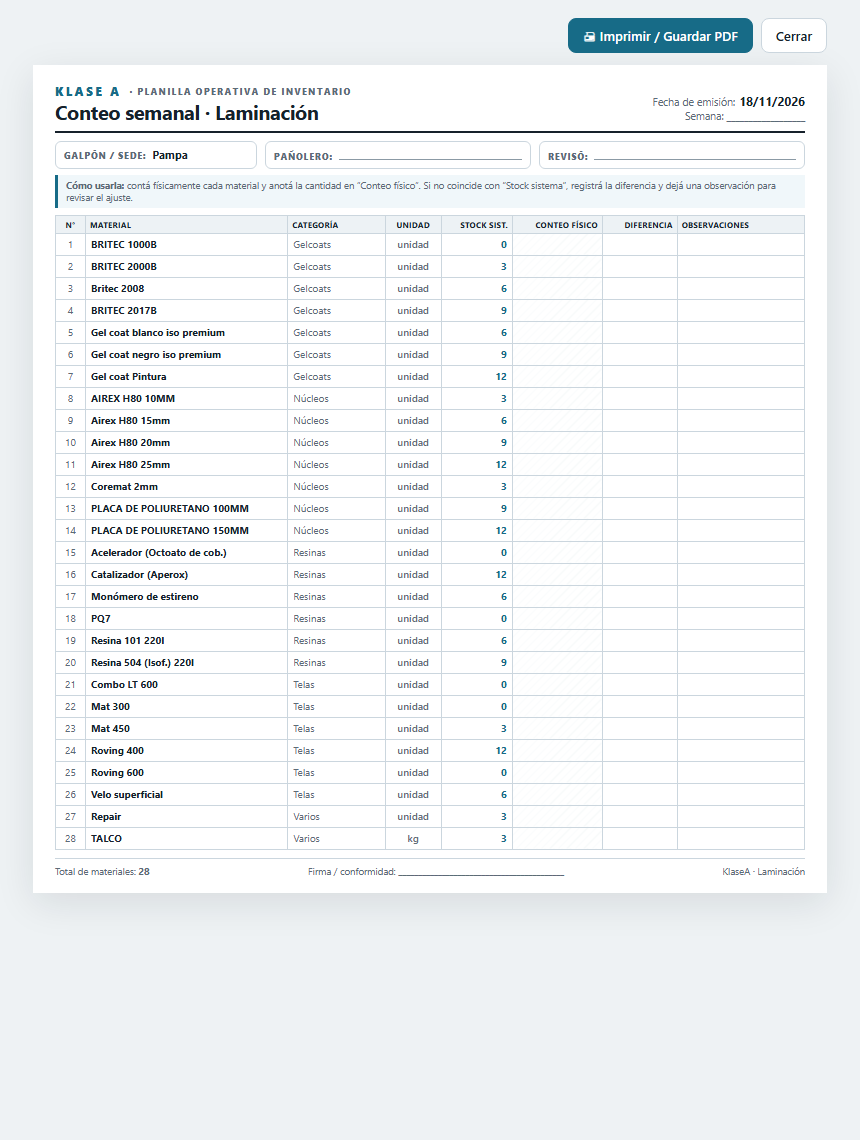 Imprimir / Guardar PDF Cerrar
KLASE A · PLANILLA OPERATIVA DE INVENTARIO
Conteo semanal · Laminación
Fecha de emisión: 18/11/2026
Semana: _______________
GALPÓN / SEDE: Pampa PAÑOLERO: REVISÓ:
Cómo usarla: contá físicamente cada material y anotá la cantidad en "Conteo físico". Si no coincide con "Stock sistema", registrá la diferencia y dejá una observación para
revisar el ajuste.
N° MATERIAL CATEGORÍA UNIDAD STOCK SIST. CONTEO FÍSICO DIFERENCIA OBSERVACIONES
1 BRITEC 1000B Gelcoats unidad 0
2 BRITEC 2000B Gelcoats unidad 3
3 Britec 2008 Gelcoats unidad 6
4 BRITEC 2017B Gelcoats unidad 9
5 Gel coat blanco iso premium Gelcoats unidad 6
6 Gel coat negro iso premium Gelcoats unidad 9
7 Gel coat Pintura Gelcoats unidad 12
8 AIREX H80 10MM Núcleos unidad 3
9 Airex H80 15mm Núcleos unidad 6
10 Airex H80 20mm Núcleos unidad 9
11 Airex H80 25mm Núcleos unidad 12
12 Coremat 2mm Núcleos unidad 3
13 PLACA DE POLIURETANO 100MM Núcleos unidad 9
14 PLACA DE POLIURETANO 150MM Núcleos unidad 12
15 Acelerador (Octoato de cob.) Resinas unidad 0
16 Catalizador (Aperox) Resinas unidad 12
17 Monómero de estireno Resinas unidad 6
18 PQ7 Resinas unidad 0
19 Resina 101 220l Resinas unidad 6
20 Resina 504 (Isof.) 220l Resinas unidad 9
21 Combo LT 600 Telas unidad 0
22 Mat 300 Telas unidad 0
23 Mat 450 Telas unidad 3
24 Roving 400 Telas unidad 12
25 Roving 600 Telas unidad 0
26 Velo superficial Telas unidad 6
27 Repair Varios unidad 3
28 TALCO Varios kg 3
Total de materiales: 28 Firma / conformidad: ______________________________ KlaseA · Laminación